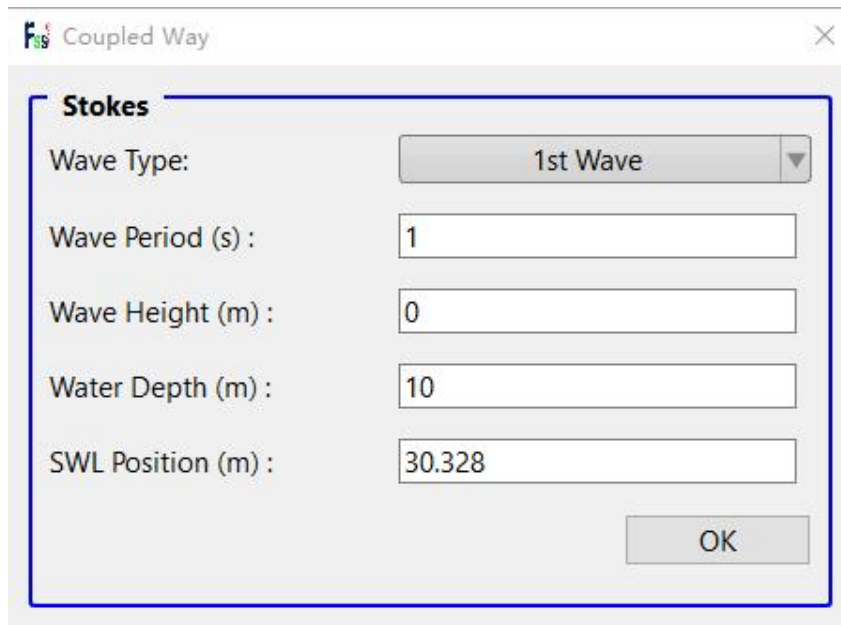 Fssi Coupled Way
Stokes
Wave Type: 1st Wave
Wave Period (s) : 1
Wave Height (m) : 0
Water Depth (m) : 10
SWL Position (m) : 30.328
OK